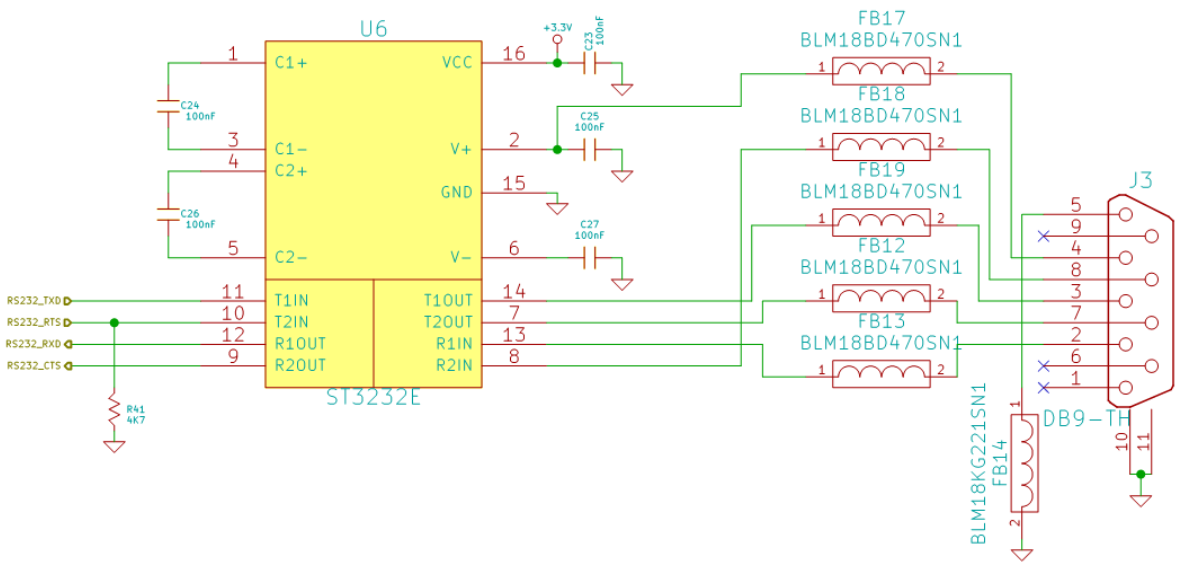 FB17
BLM18BD470SN1
U6
+3.3V
C23
100nF
1
C1+
VCC
16
1
2
FB18
BLM18BD470SN1
C24
100nF
C25
100nF
3
C1-
V+
2
1
2
4
C2+
FB19
BLM18BD470SN1
J3
GND
15
C26
100nF
1
2
5
C27
100nF
9
FB12
BLM18BD470SN1
5
C2-
V-
6
4
8
RS232_TXD
11
T1IN
T1OUT
14
1
2
3
RS232_RTS
10
T2IN
T2OUT
7
FB13
BLM18BD470SN1
7
RS232_RXD
12
R1OUT
R1IN
13
2
RS232_CTS
9
R2OUT
R2IN
8
1
2
6
1
ST3232E
R41
4K7
1
DB9-TH
10
11
BLM18KG221SN1
FB14
2